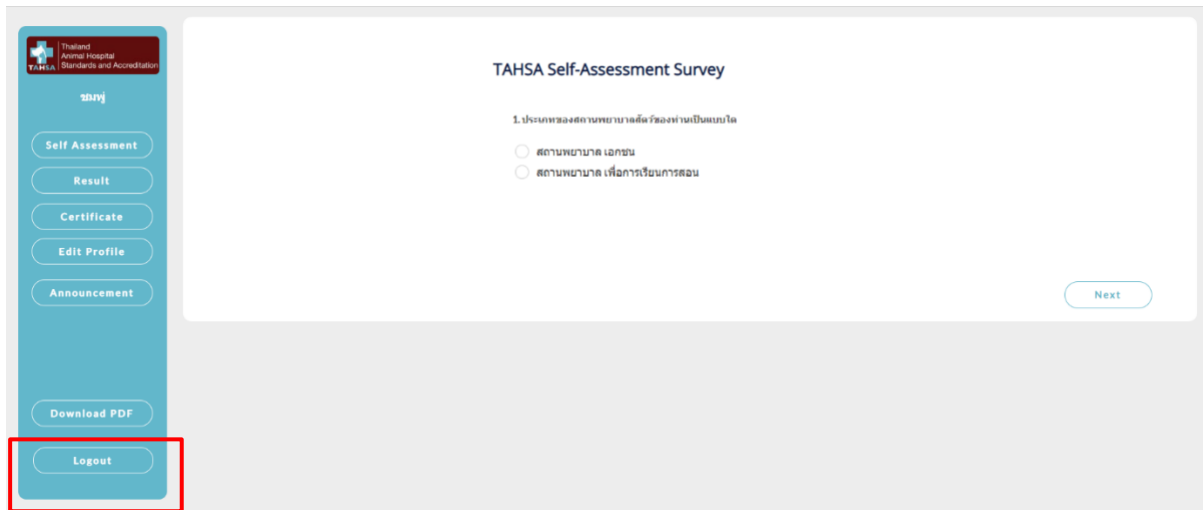 TAHSA
Thailand
Animal Hospital
Standards and Accreditation
ชมพู่
Self Assessment
Result
Certificate
Edit Profile
Announcement
Download PDF
Logout
TAHSA Self-Assessment Survey
1. ประเภทของสถานพยาบาลสัตว์ของท่านเป็นแบบใด
สถานพยาบาล เอกชน
สถานพยาบาล เพื่อการเรียนการสอน
Next